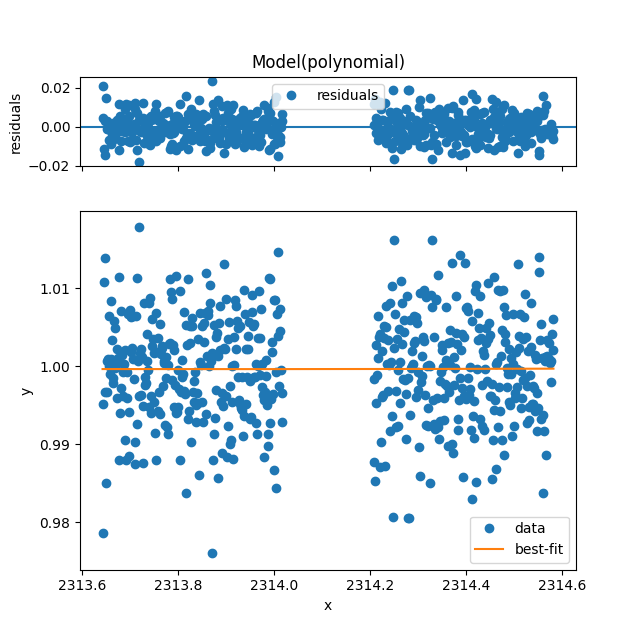 Model(polynomial)
residuals
0.02
0.00
−0.02
residuals
y
1.01
1.00
0.99
0.98
data
best-fit
2313.6 2313.8 2314.0 2314.2 2314.4 2314.6
x